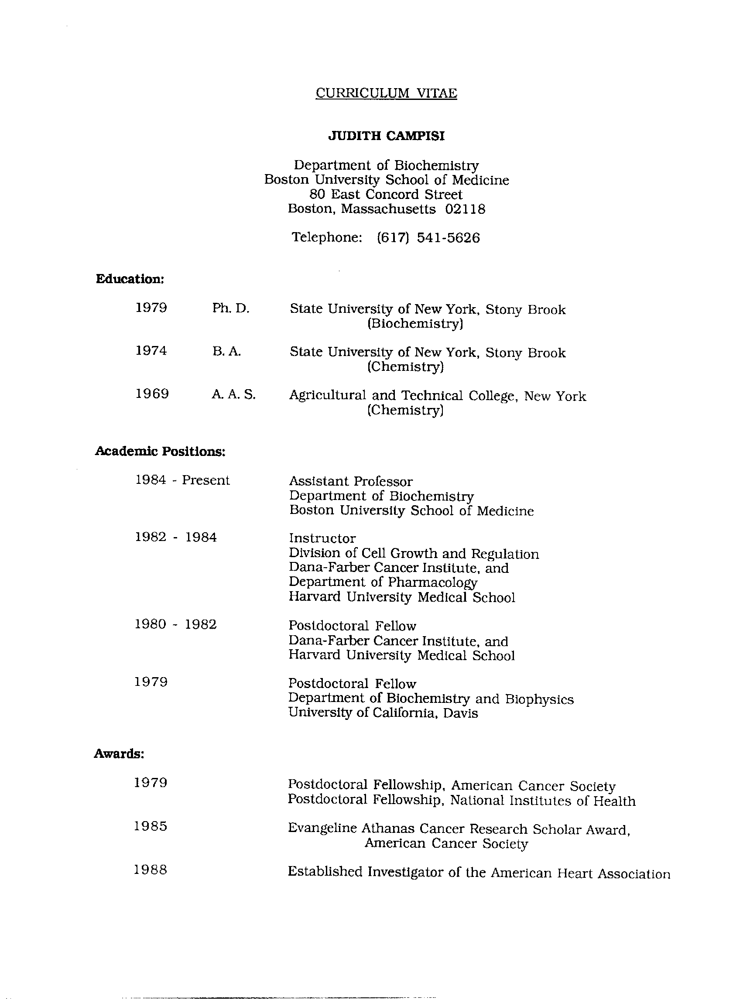 CURRICULUM VITAE
JUDITH CAMPISI
Department of Biochemistry
Boston University School of Medicine
80 East Concord Street
Boston, Massachusetts 02118
Telephone: (617) 541-5626
Education:
1979 Ph. D. State University of New York, Stony Brook
(Biochemistry)
1974 B. A. State University of New York, Stony Brook
(Chemistry)
1969 A. A. S. Agricultural and Technical College, New York
(Chemistry)
Academic Positions:
1984 - Present Assistant Professor
Department of Biochemistry
Boston University School of Medicine
1982 - 1984 Instructor
Division of Cell Growth and Regulation
Dana-Farber Cancer Institute, and
Department of Pharmacology
Harvard University Medical School
1980 - 1982 Postdoctoral Fellow
Dana-Farber Cancer Institute, and
Harvard University Medical School
1979 Postdoctoral Fellow
Department of Biochemistry and Biophysics
University of California, Davis
Awards:
1979 Postdoctoral Fellowship, American Cancer Society
Postdoctoral Fellowship, National Institutes of Health
1985 Evangeline Athanas Cancer Research Scholar Award,
American Cancer Society
1988 Established Investigator of the American Heart Association